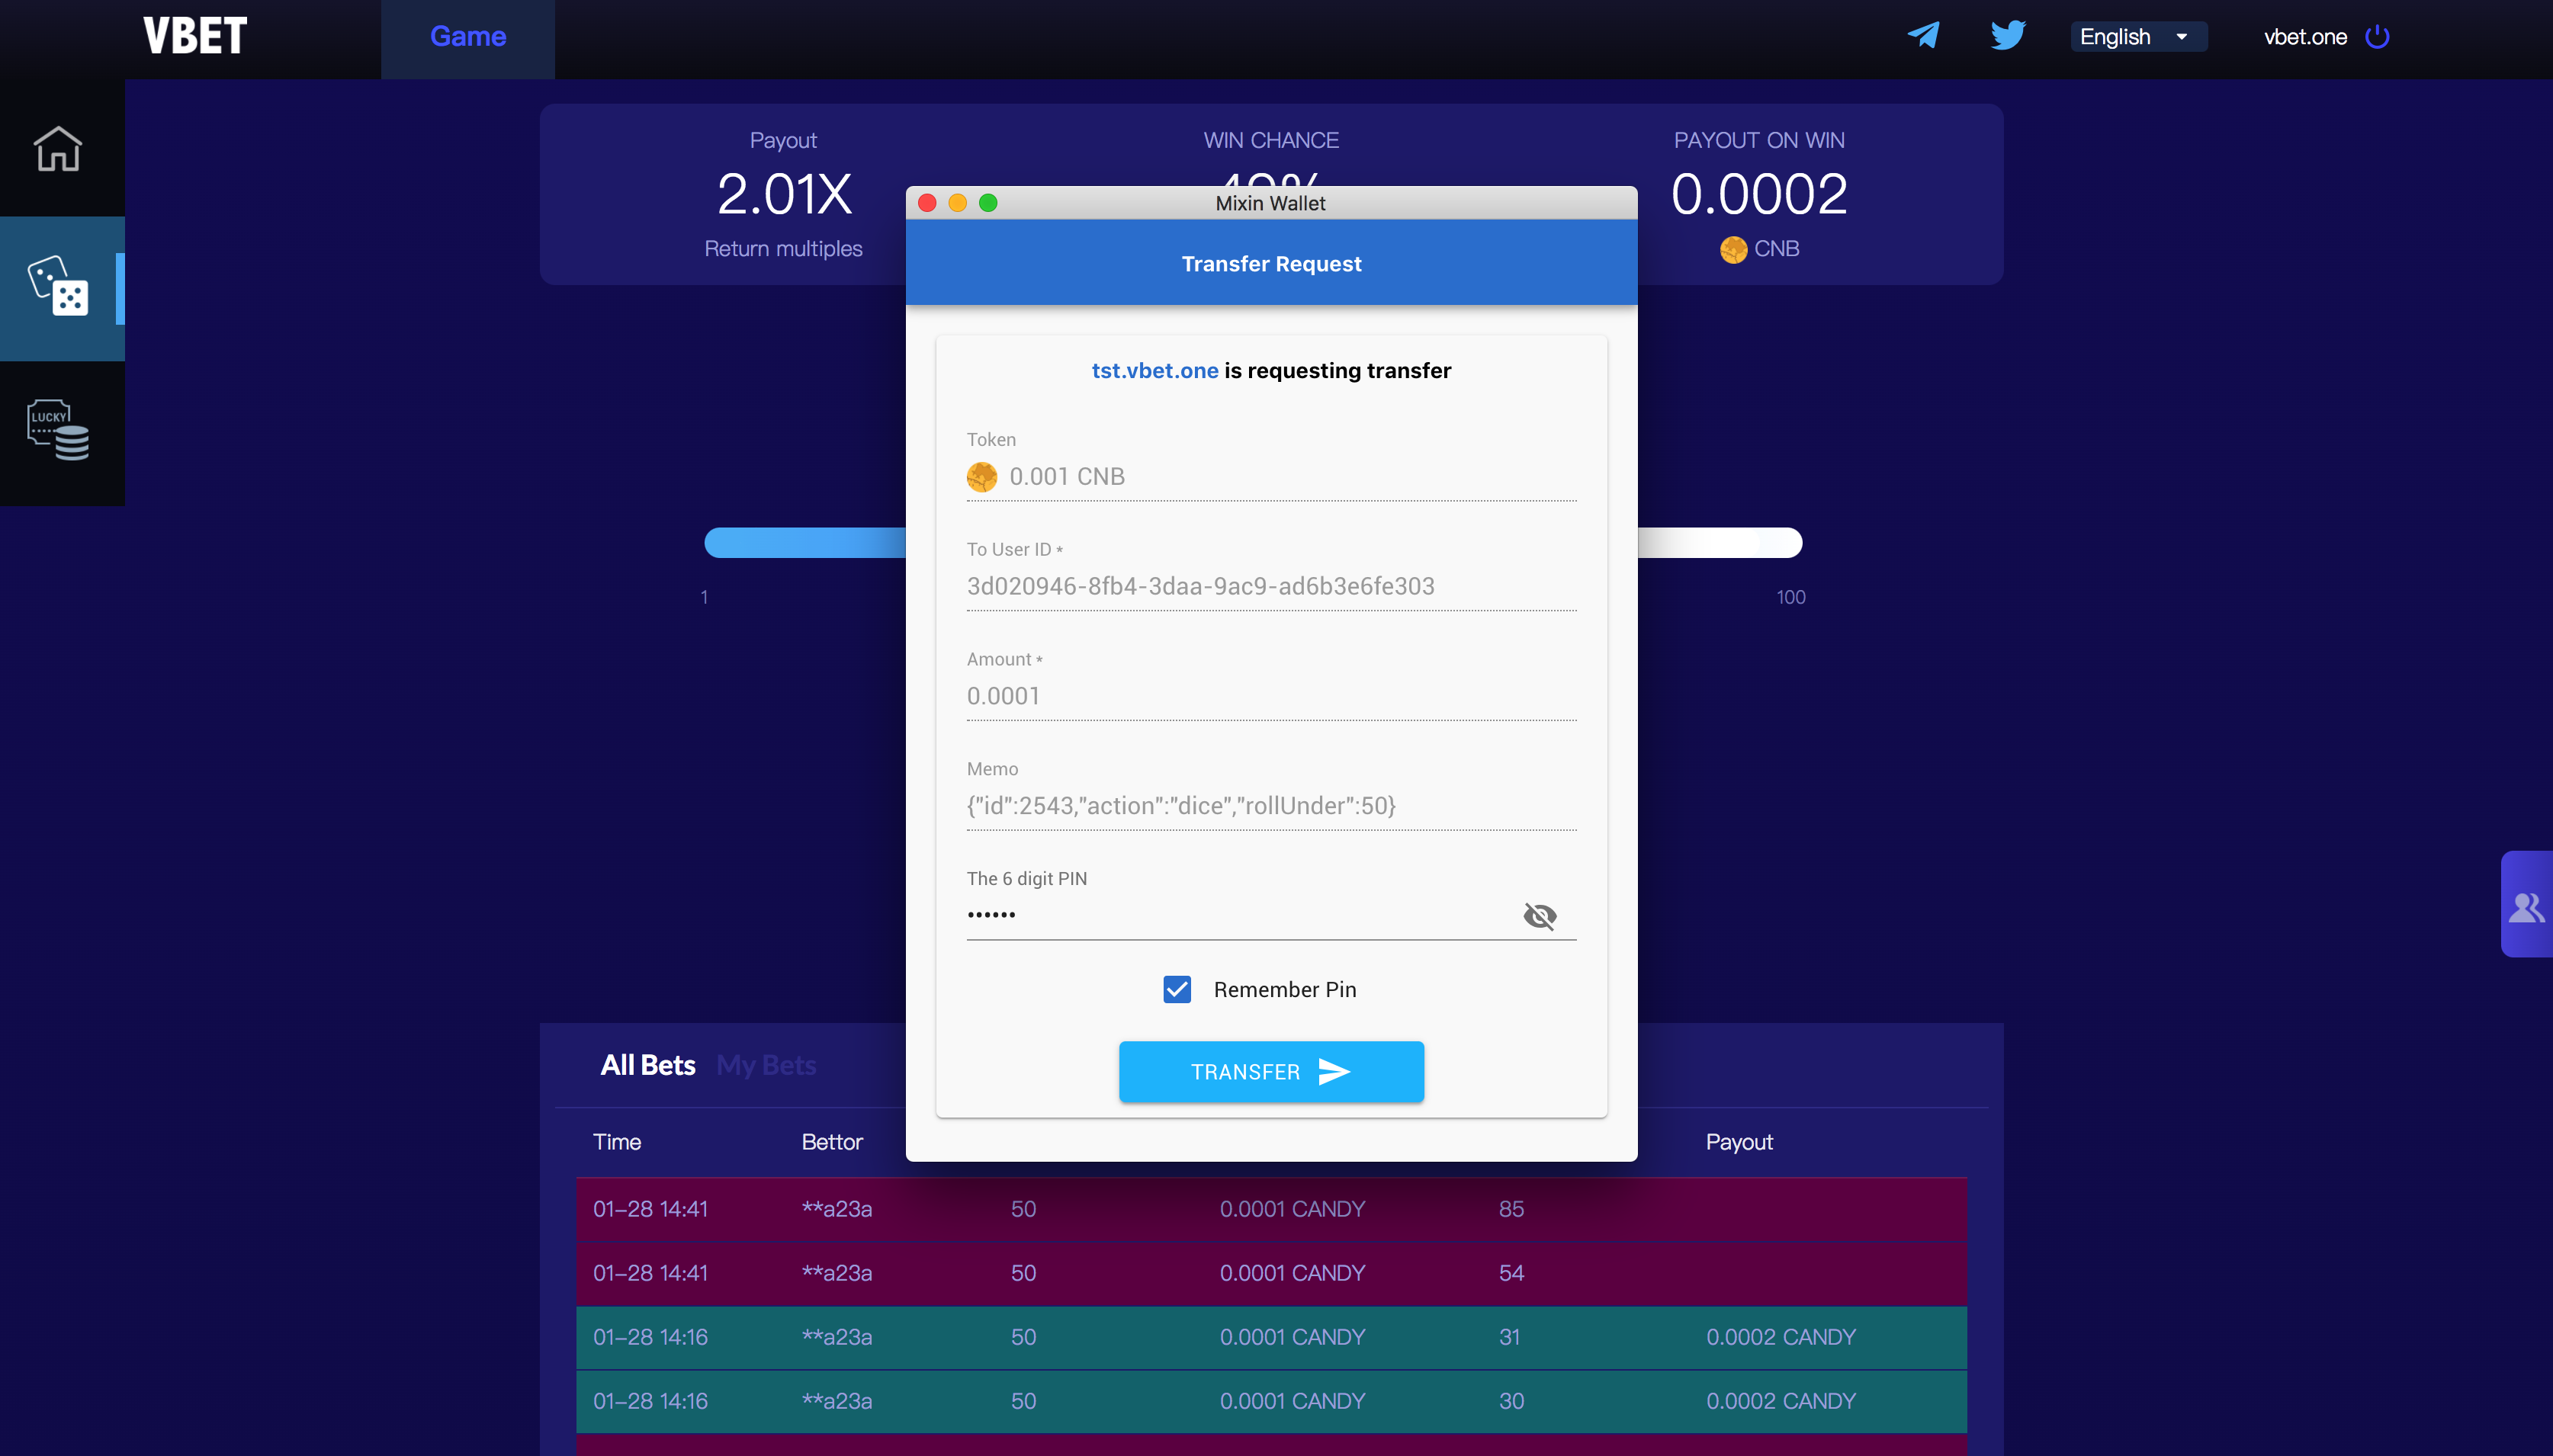 VBET
Game
English
vbet.one
Payout
WIN CHANCE
PAYOUT ON WIN
2.01X
0.0002
Return multiples
CNB
Mixin Wallet
Transfer Request
tst.vbet.one is requesting transfer
Token
0.001 CNB
LUCKY
To User ID *
3d020946-8fb4-3daa-9ac9-ad6b3e6fe303
1
100
Amount *
0.0001
Memo
{"id":2543,"action":"dice","rollUnder":50}
The 6 digit PIN
••••••
Remember Pin
TRANSFER
All Bets My Bets
Time Bettor Payout
01-28 14:41 **a23a 50 0.0001 CANDY 85
01-28 14:41 **a23a 50 0.0001 CANDY 54
01-28 14:16 **a23a 50 0.0001 CANDY 31 0.0002 CANDY
01-28 14:16 **a23a 50 0.0001 CANDY 30 0.0002 CANDY